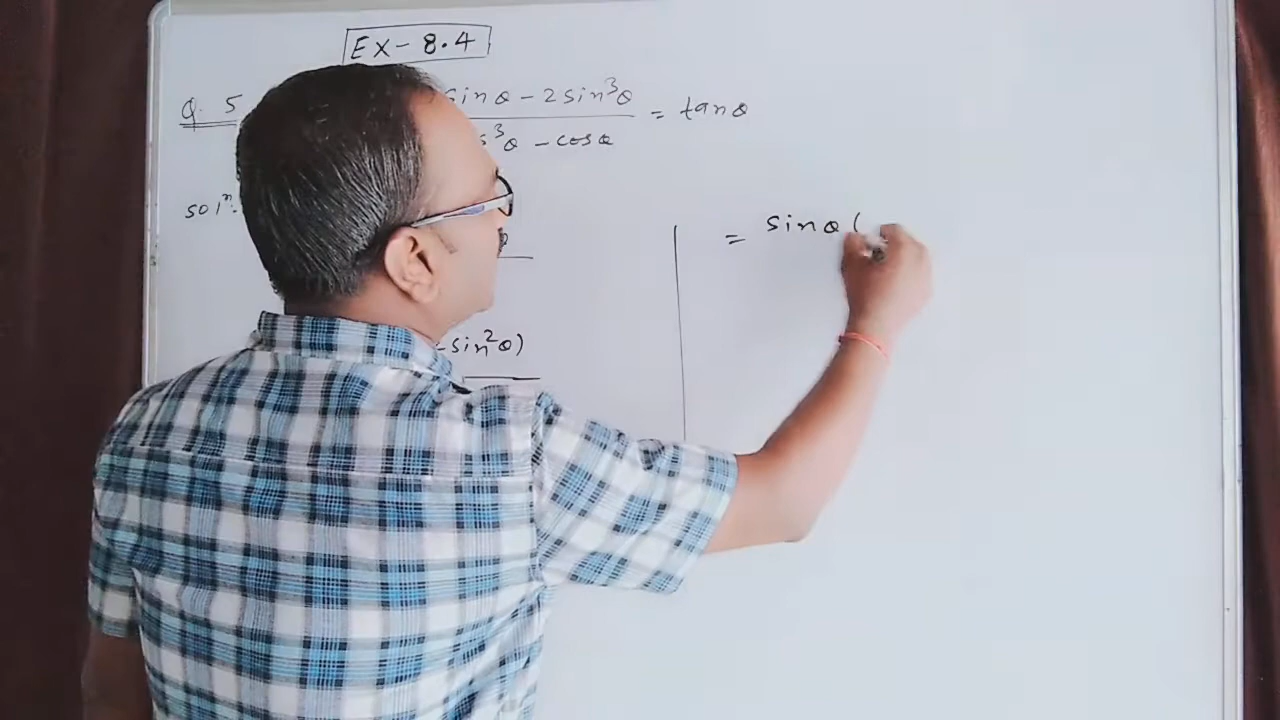 Ex - 8.4
Q. 5 sinθ - 2sin³θ = tanθ
s³θ - cosθ
solⁿ:
-sin²θ)
= sinθ (